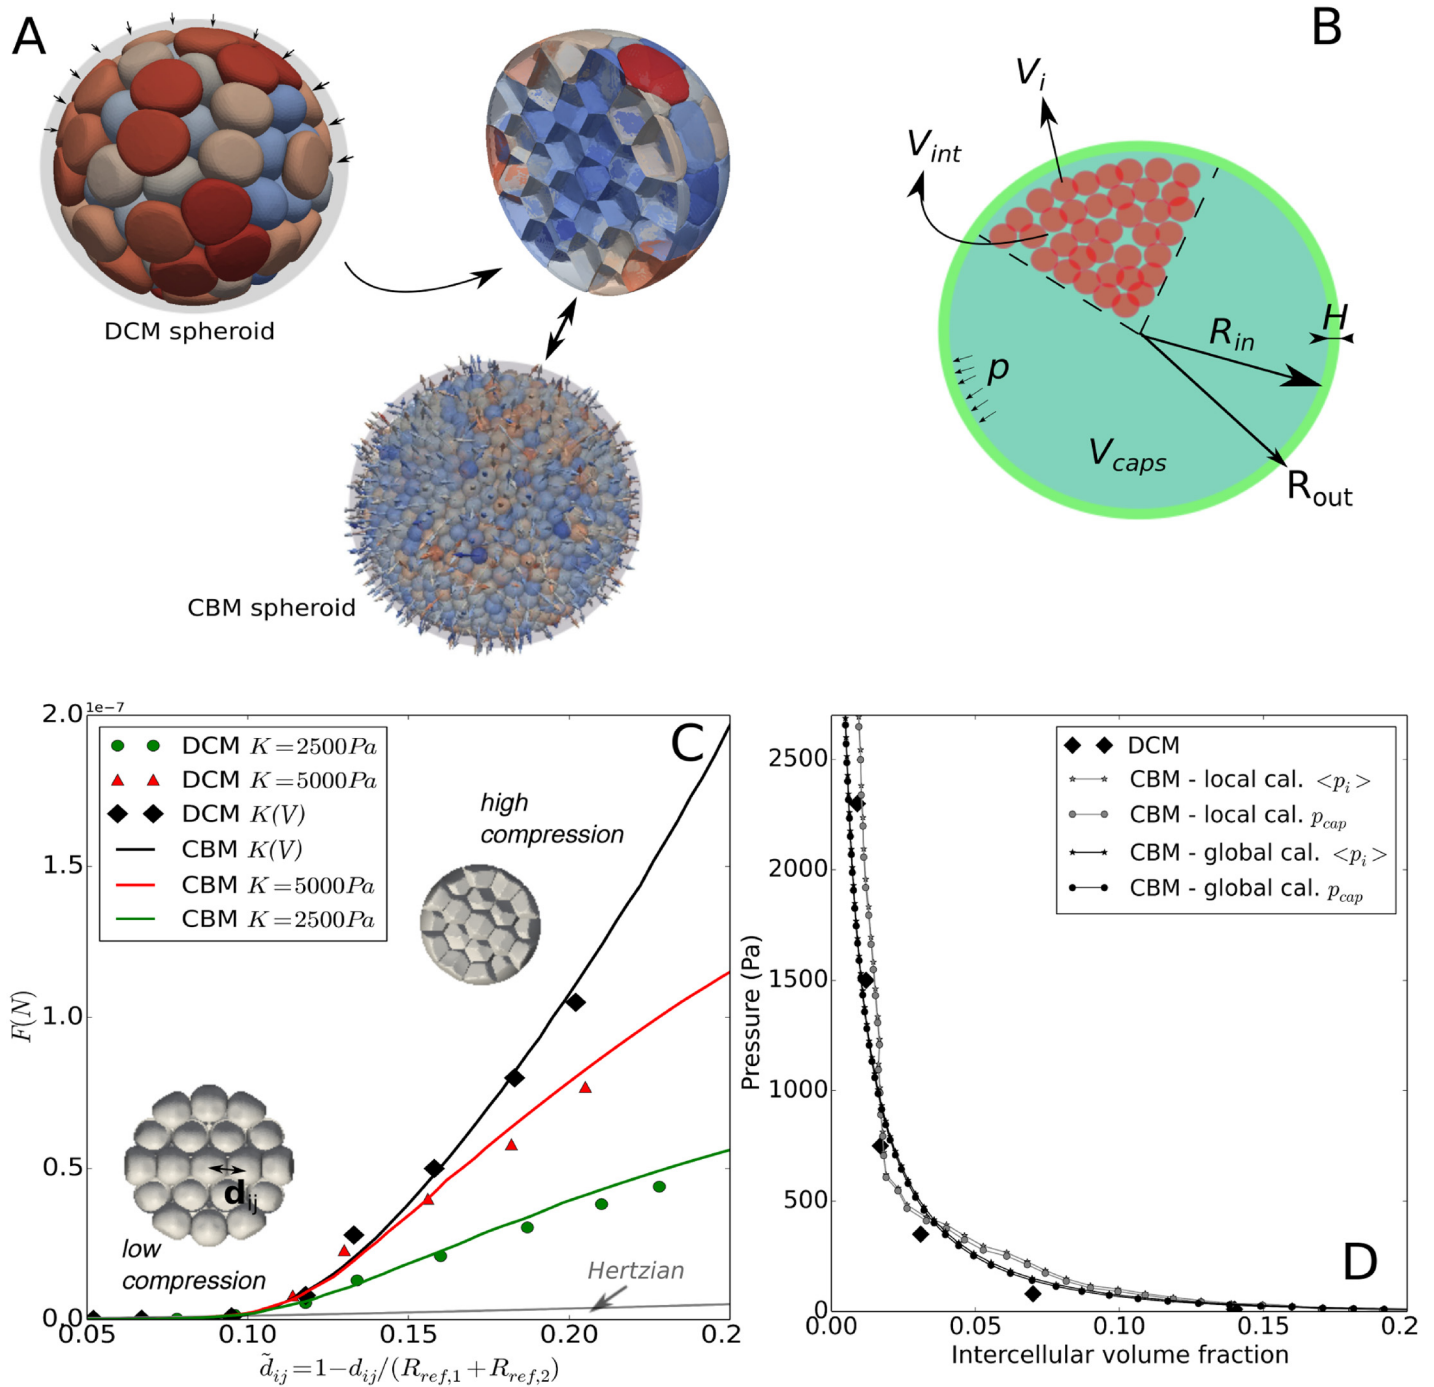 A
DCM spheroid
CBM spheroid
B
V_i
V_int
H
R_in
p
V_caps
R_out
1e−7
2.0
1.5
1.0
0.5
0.0
F(N)
DCM K=2500Pa
DCM K=5000Pa
DCM K(V)
CBM K(V)
CBM K=5000Pa
CBM K=2500Pa
C
high
compression
d_ij
low
compression
Hertzian
0.05
0.10
0.15
0.20
0.2
d̃_ij=1−d_ij/(R_ref,1+R_ref,2)
2500
2000
1500
1000
500
0
Pressure (Pa)
DCM
CBM - local cal. <p_i>
CBM - local cal. p_cap
CBM - global cal. <p_i>
CBM - global cal. p_cap
D
0.00
0.05
0.10
0.15
0.2
Intercellular volume fraction